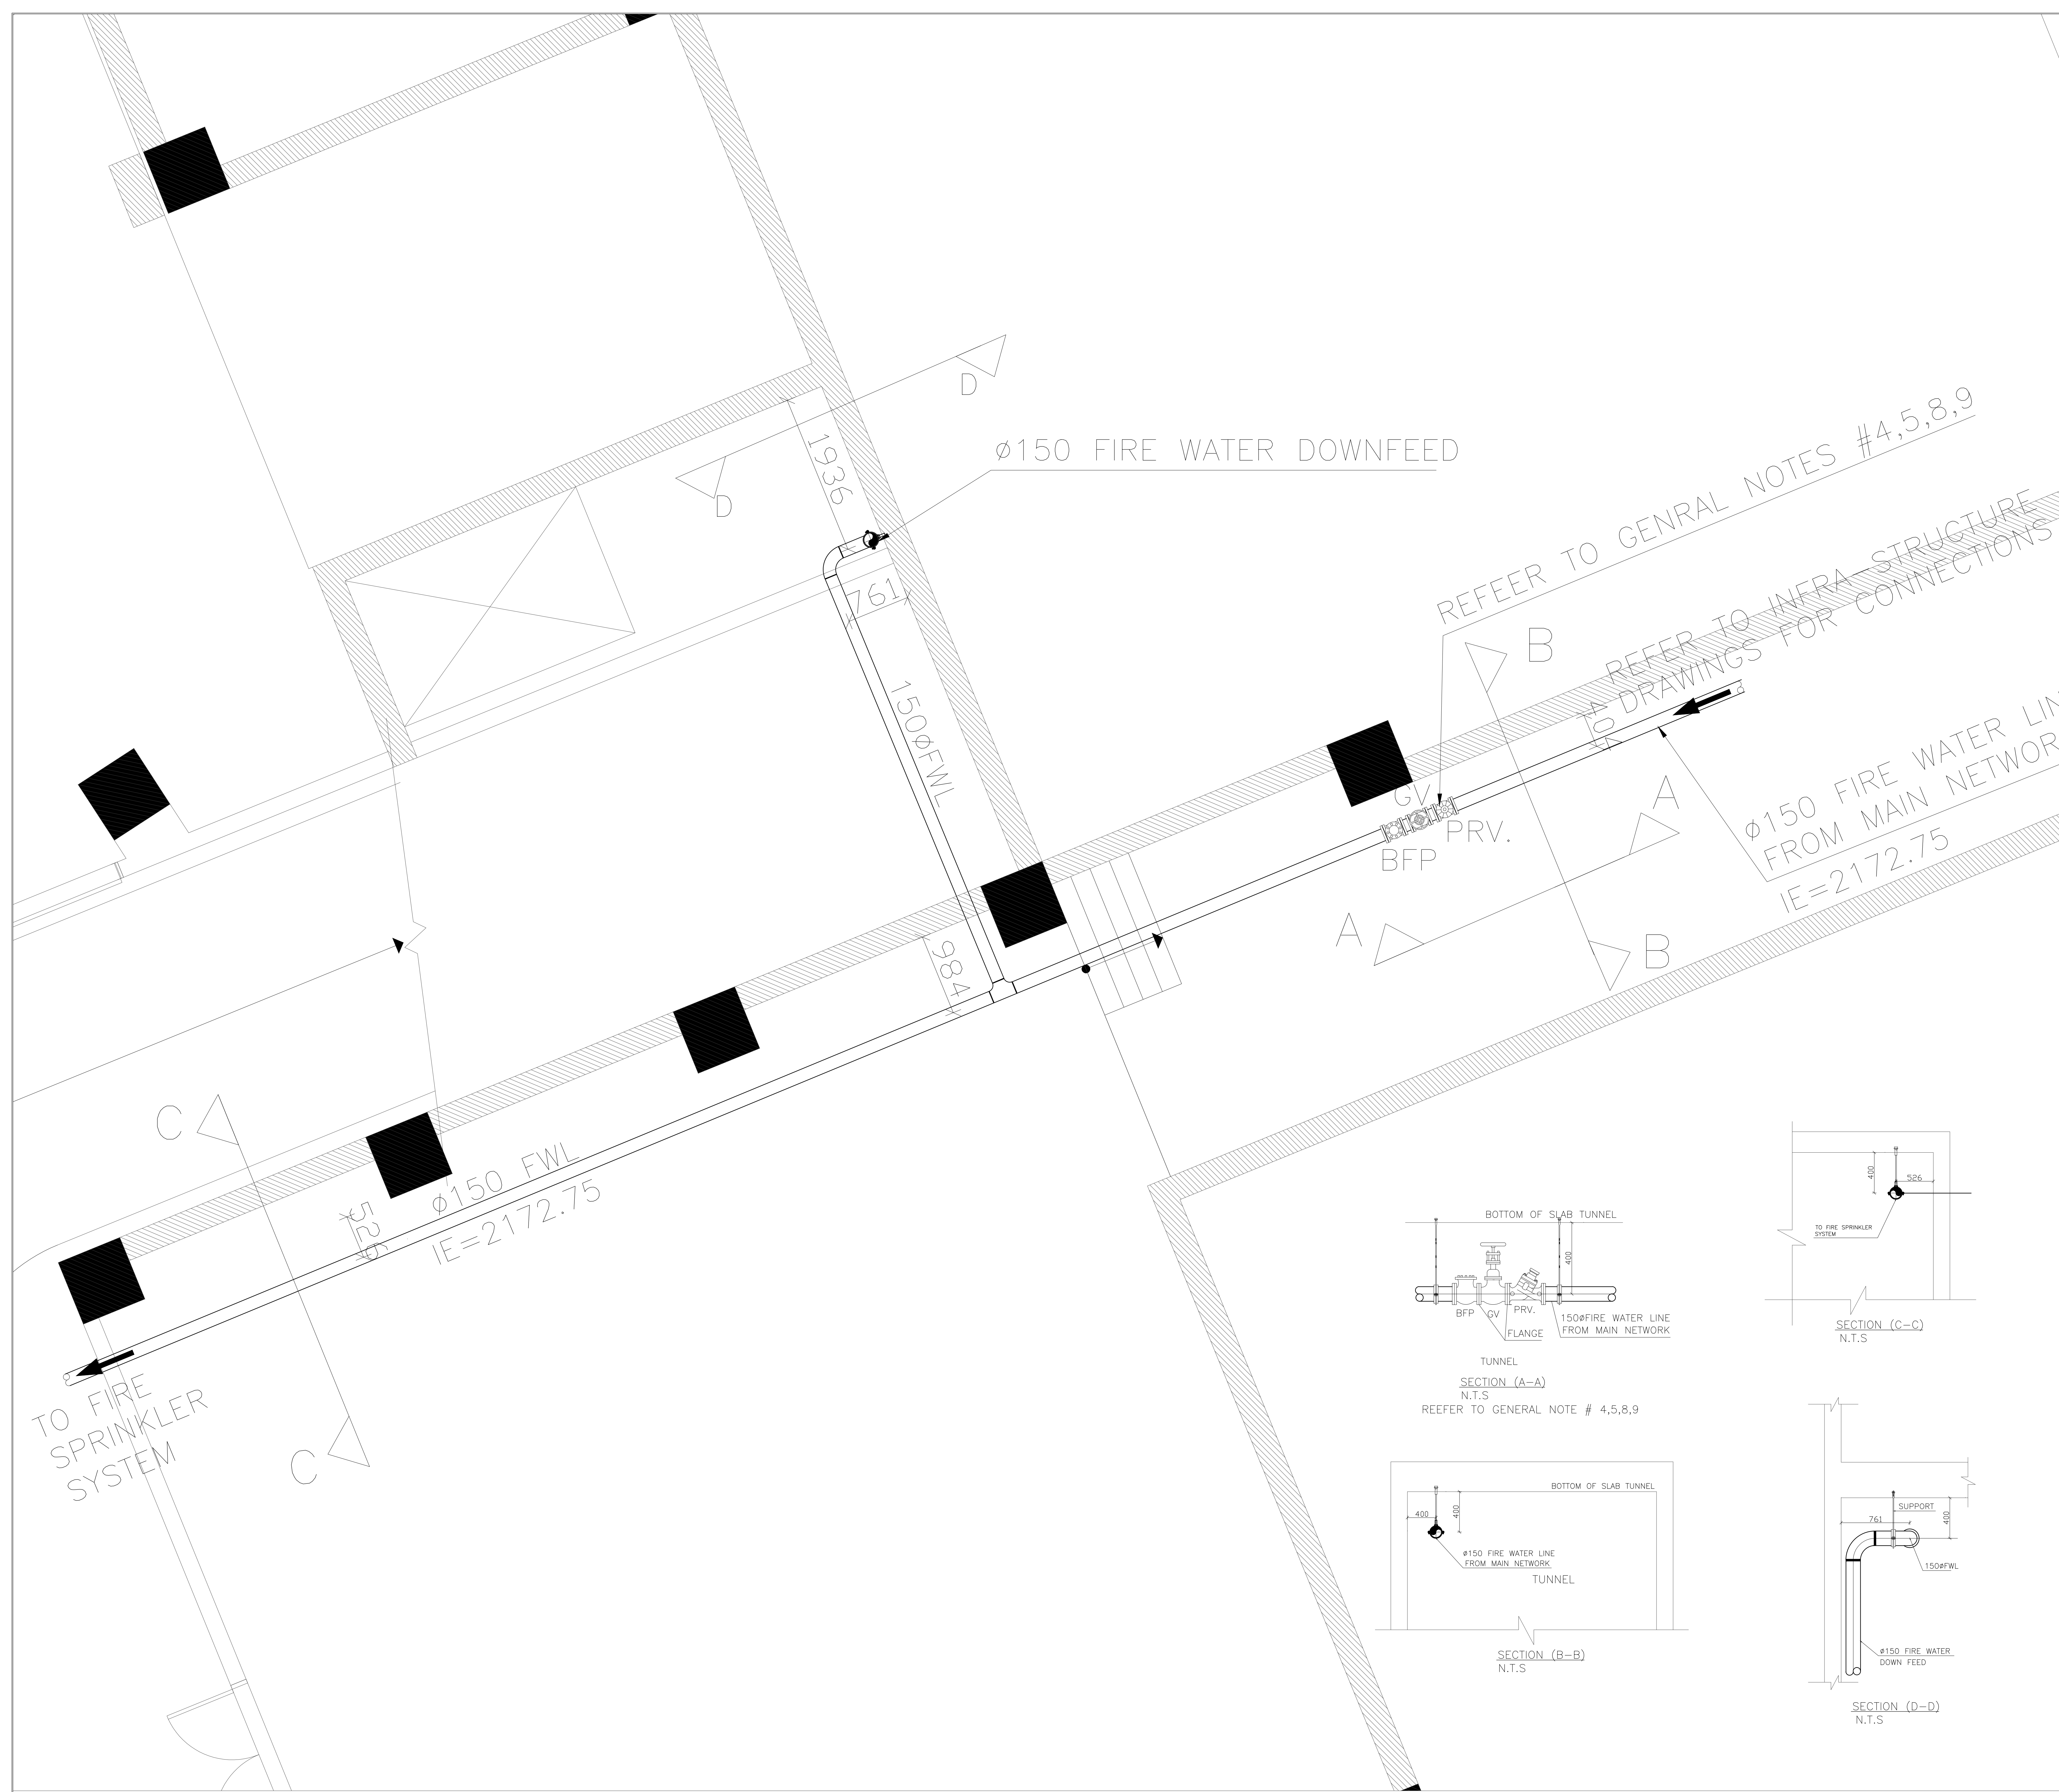 D
D
1936
ø150 FIRE WATER DOWNFEED
761
150øFWL
REFEER TO GENRAL NOTES #4,5,8,9
B
B
REFER TO INFRA-STRUCTURE
DRAWINGS FOR CONNECTIONS
GV
PRV.
BFP
A
A
ø150 FIRE WATER LIN
FROM MAIN NETWOR
IE=2172.75
984
C
C
ø150 FWL
IE=2172.75
TO FIRE
SPRINKLER
SYSTEM
BOTTOM OF SLAB TUNNEL
400
BFP
GV
PRV.
FLANGE
150øFIRE WATER LINE
FROM MAIN NETWORK
TUNNEL
SECTION (A-A)
N.T.S
REEFER TO GENERAL NOTE # 4,5,8,9
400
526
TO FIRE SPRINKLER
SYSTEM
SECTION (C-C)
N.T.S
BOTTOM OF SLAB TUNNEL
400
400
ø150 FIRE WATER LINE
FROM MAIN NETWORK
TUNNEL
SECTION (B-B)
N.T.S
SUPPORT
761
400
150øFWL
ø150 FIRE WATER
DOWN FEED
SECTION (D-D)
N.T.S